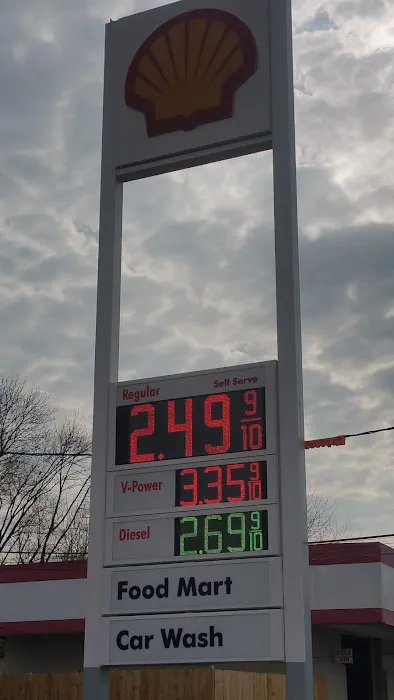 Regular Self Serve
2.49 9/10
V-Power 3.35 9/10
Diesel 2.69 9/10
Food Mart
Car Wash